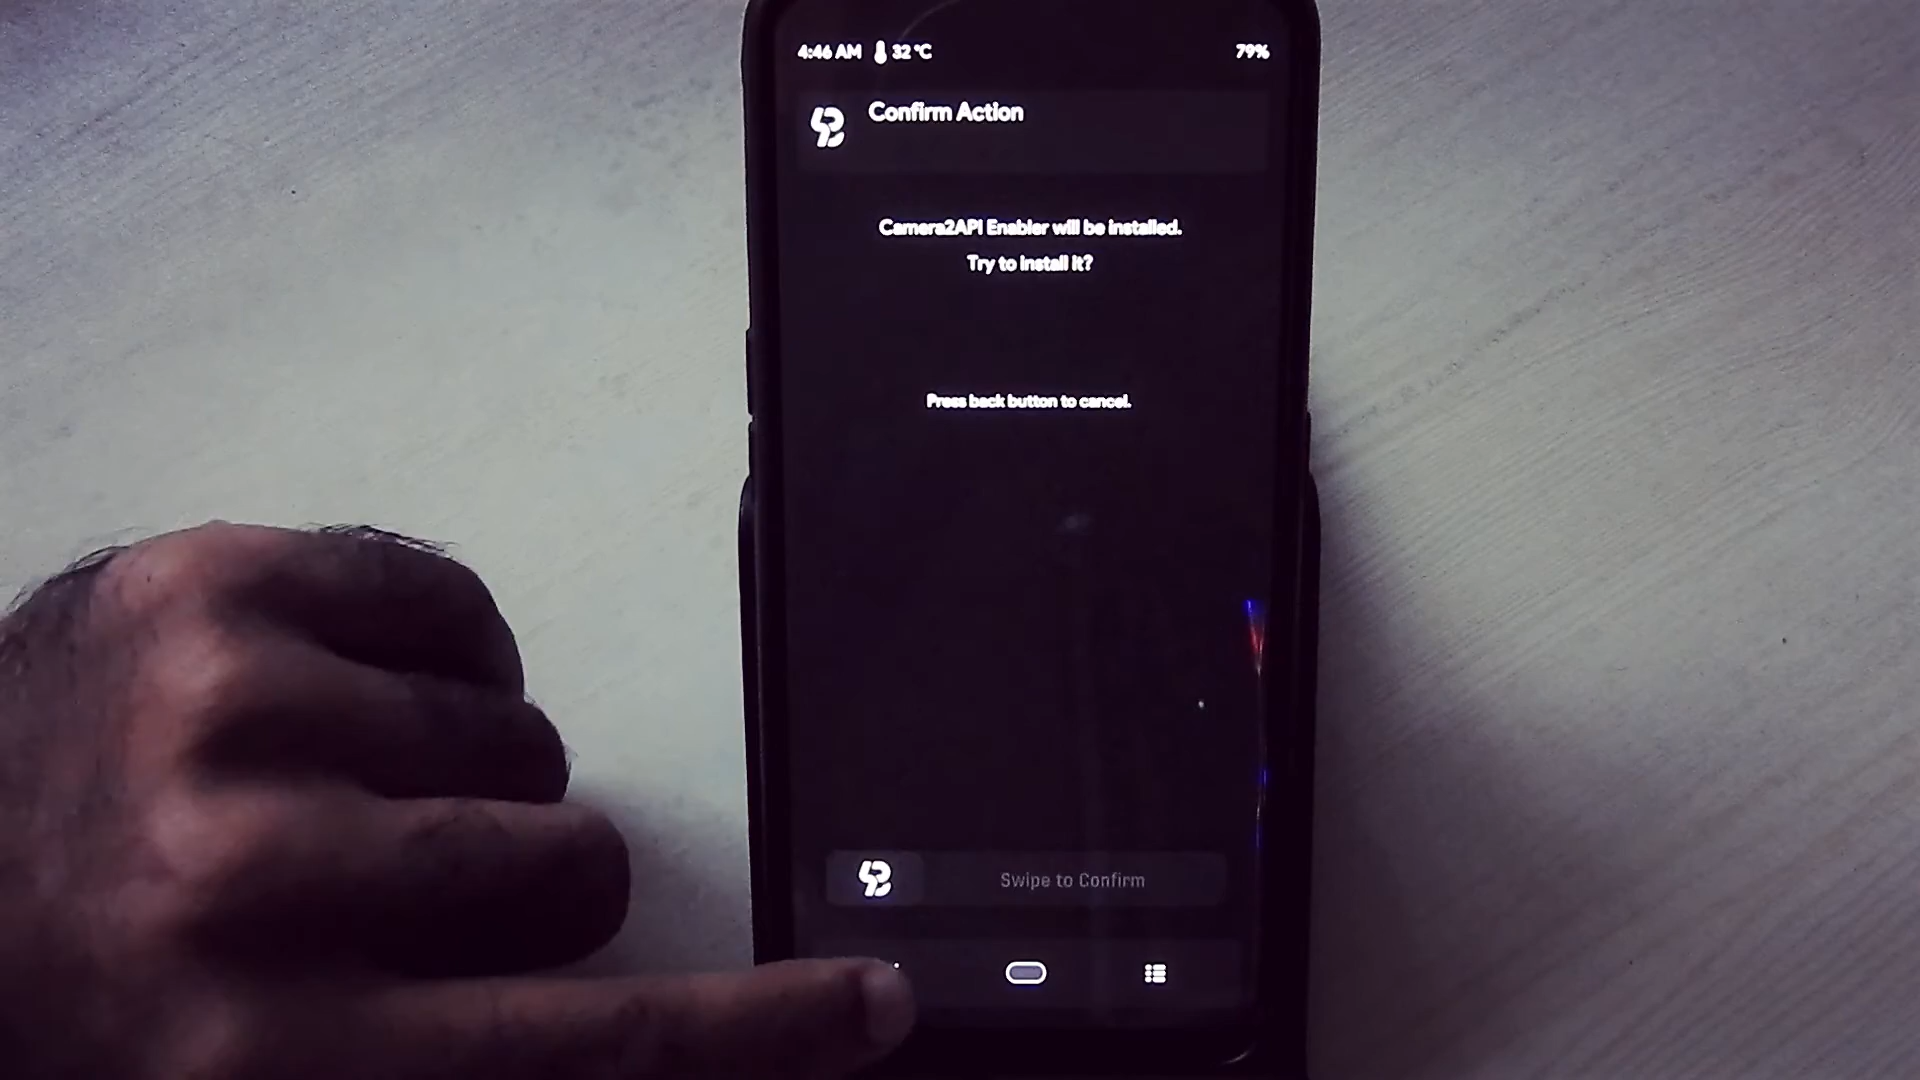 4:46 AM 32 °C 79%
Confirm Action
Camera2API Enabler will be installed.
Try to install it?
Press back button to cancel.
Swipe to Confirm